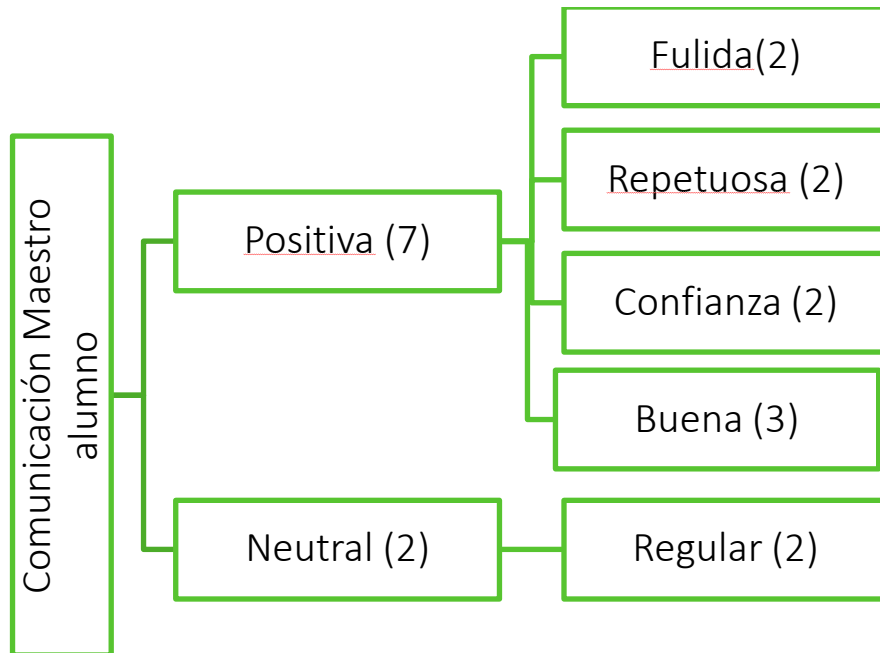 Comunicación Maestro
alumno
Positiva (7)
Fulida(2)
Repetuosa (2)
Confianza (2)
Buena (3)
Neutral (2)
Regular (2)